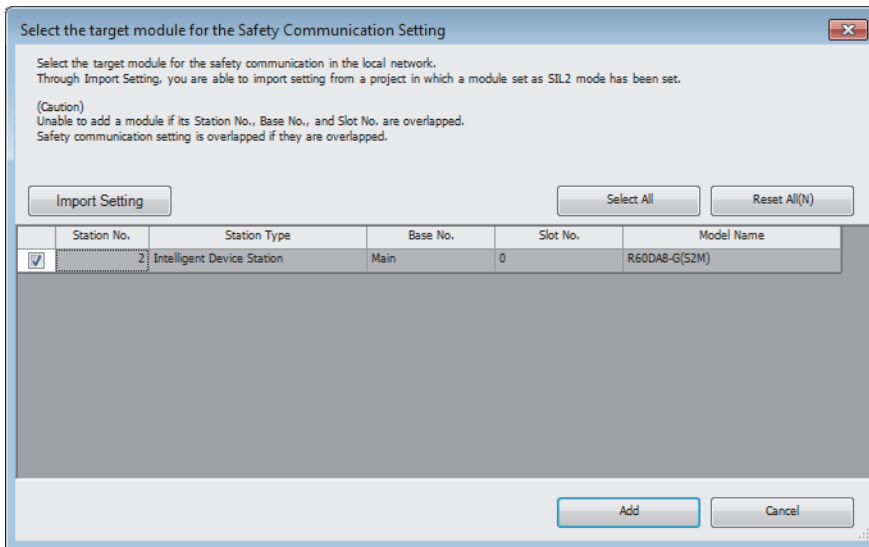 Select the target module for the Safety Communication Setting
Select the target module for the safety communication in the local network.
Through Import Setting, you are able to import setting from a project in which a module set as SIL2 mode has been set.
(Caution)
Unable to add a module if its Station No., Base No., and Slot No. are overlapped.
Safety communication setting is overlapped if they are overlapped.
Import Setting Select All Reset All(N)
Station No. Station Type Base No. Slot No. Model Name
2 Intelligent Device Station Main 0 R60DA8-G(S2M)
Add Cancel